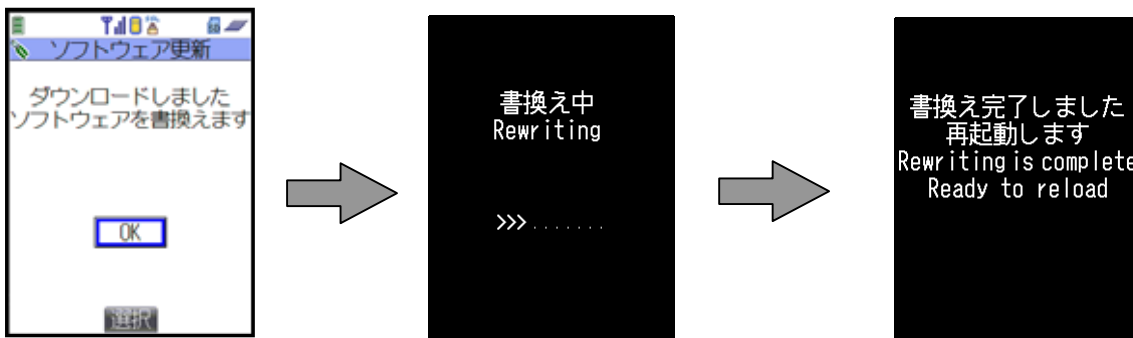 ソフトウェア更新
ダウンロードしました
ソフトウェアを書換えます
OK
選択
書換え中
Rewriting
>>>.......
書換え完了しました
再起動します
Rewriting is complete
Ready to reload